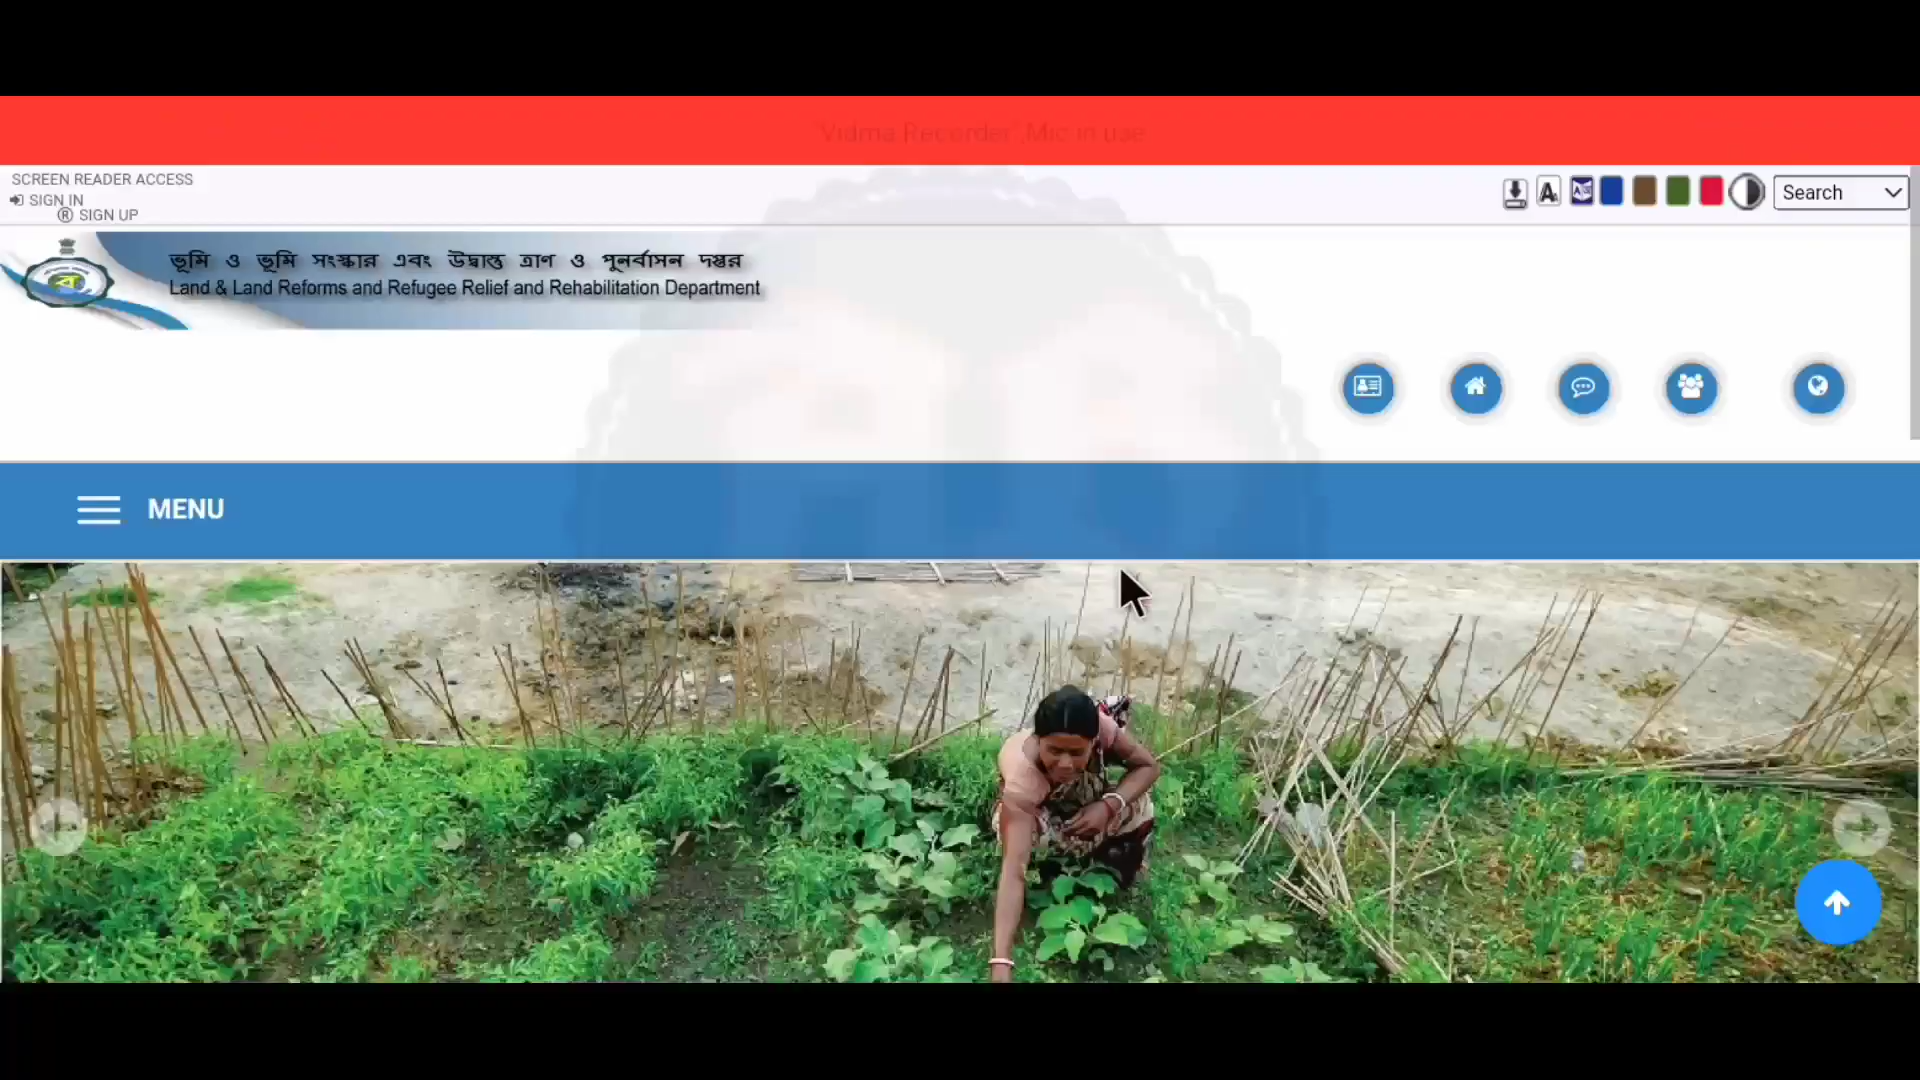 'Vidma Recorder' ,Mic in use
SCREEN READER ACCESS
SIGN IN
® SIGN UP
Search
ভূমি ও ভূমি সংস্কার এবং উদ্বাস্তু ত্রাণ ও পুনর্বাসন দপ্তর
Land & Land Reforms and Refugee Relief and Rehabilitation Department
MENU